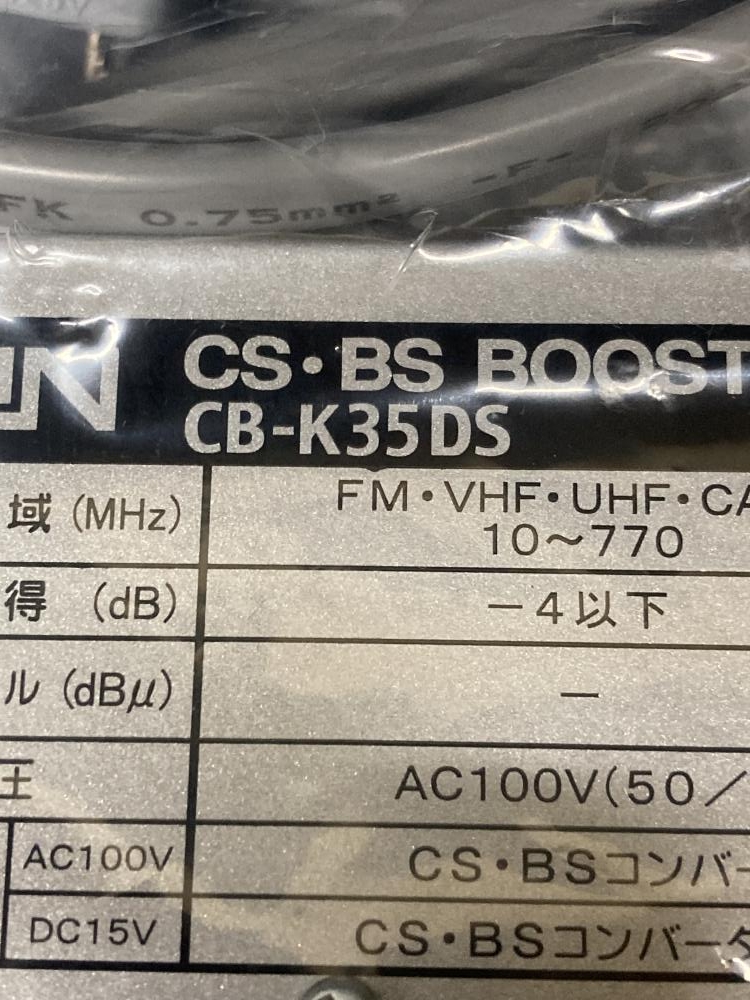 FK 0.75mm² -F-
CS・BS BOOST
CB-K35DS
域 (MHz)
FM・VHF・UHF・CA
10～770
得 (dB)
－4以下
ル (dBμ)
－
圧
AC100V(50／
AC100V
CS・BSコンバー
DC15V
CS・BSコンバータ